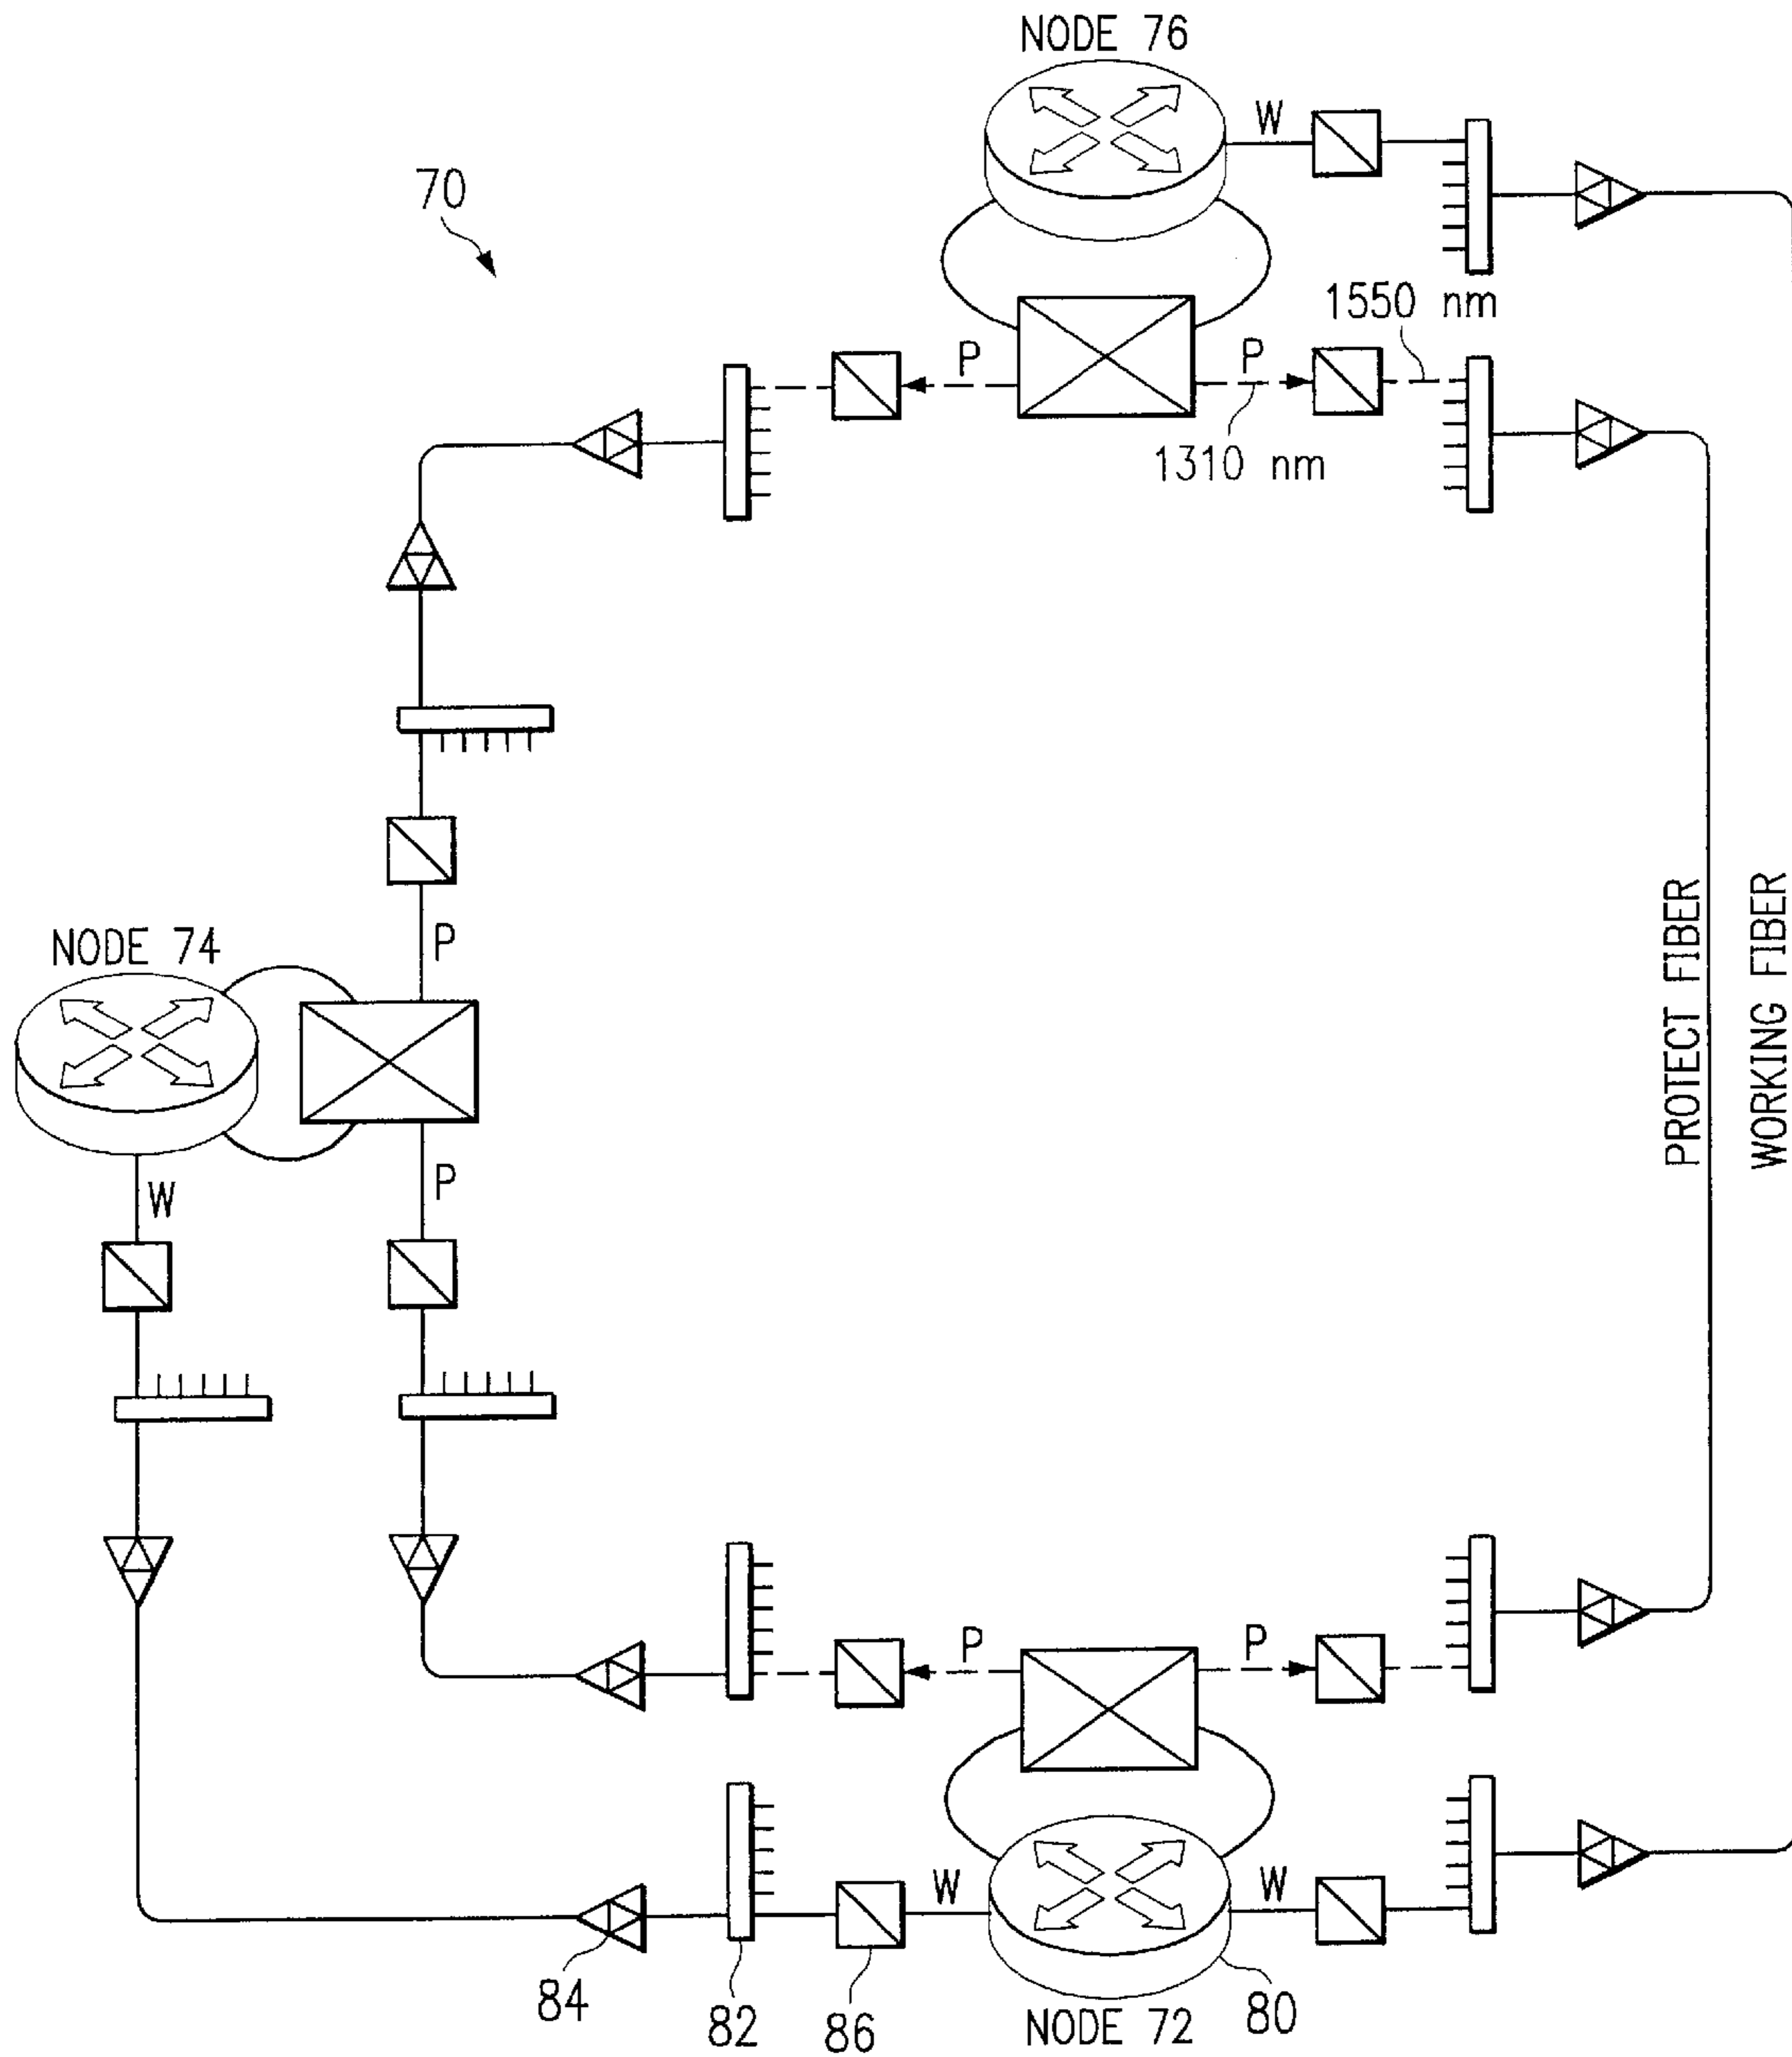 NODE 76
W
70
1550 nm
P
P
1310 nm
P
NODE 74
PROTECT FIBER
WORKING FIBER
P
W
P
P
W
W
84
82
86
NODE 72
80